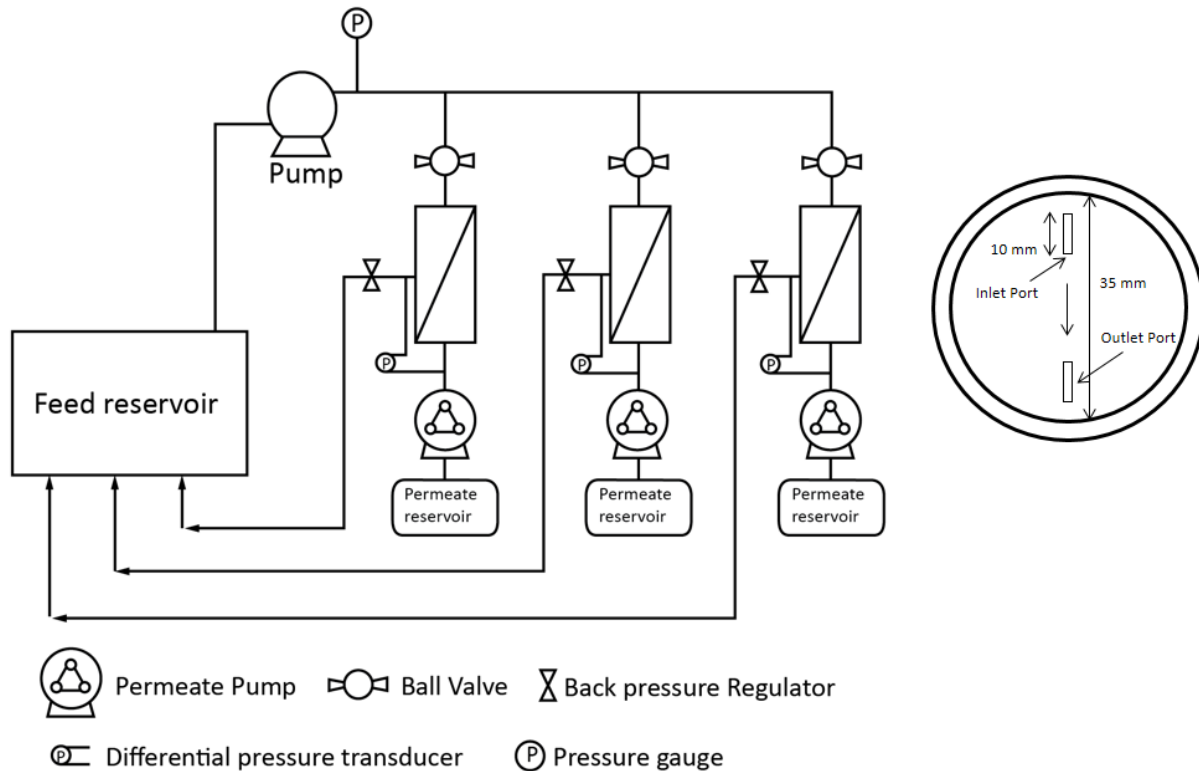 P
Pump
10 mm
Inlet Port
35 mm
Outlet Port
P
P
P
Feed reservoir
Permeate
reservoir
Permeate
reservoir
Permeate
reservoir
Permeate Pump
Ball Valve
Back pressure Regulator
P
Differential pressure transducer
P
Pressure gauge